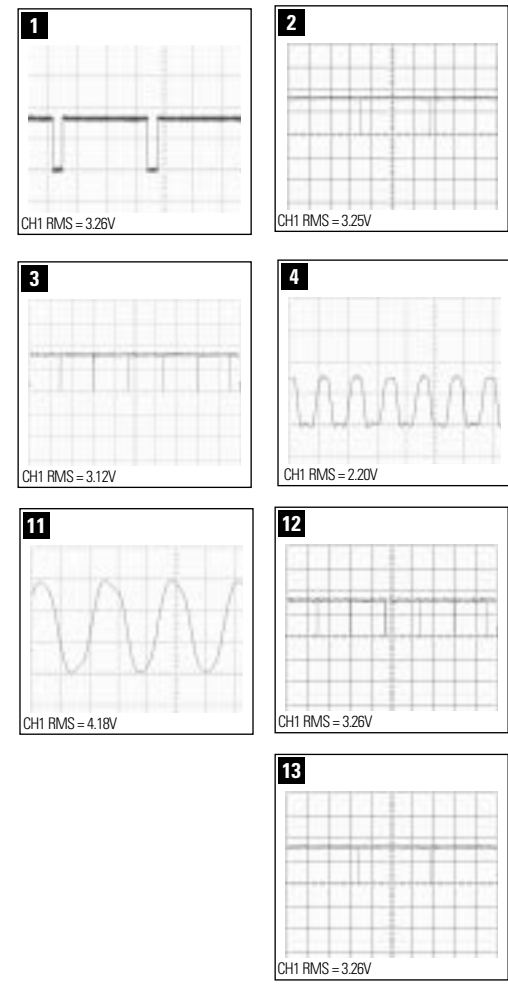 1
CH1 RMS = 3.26V
2
CH1 RMS = 3.25V
3
CH1 RMS = 3.12V
4
CH1 RMS = 2.20V
11
CH1 RMS = 4.18V
12
CH1 RMS = 3.26V
13
CH1 RMS = 3.26V